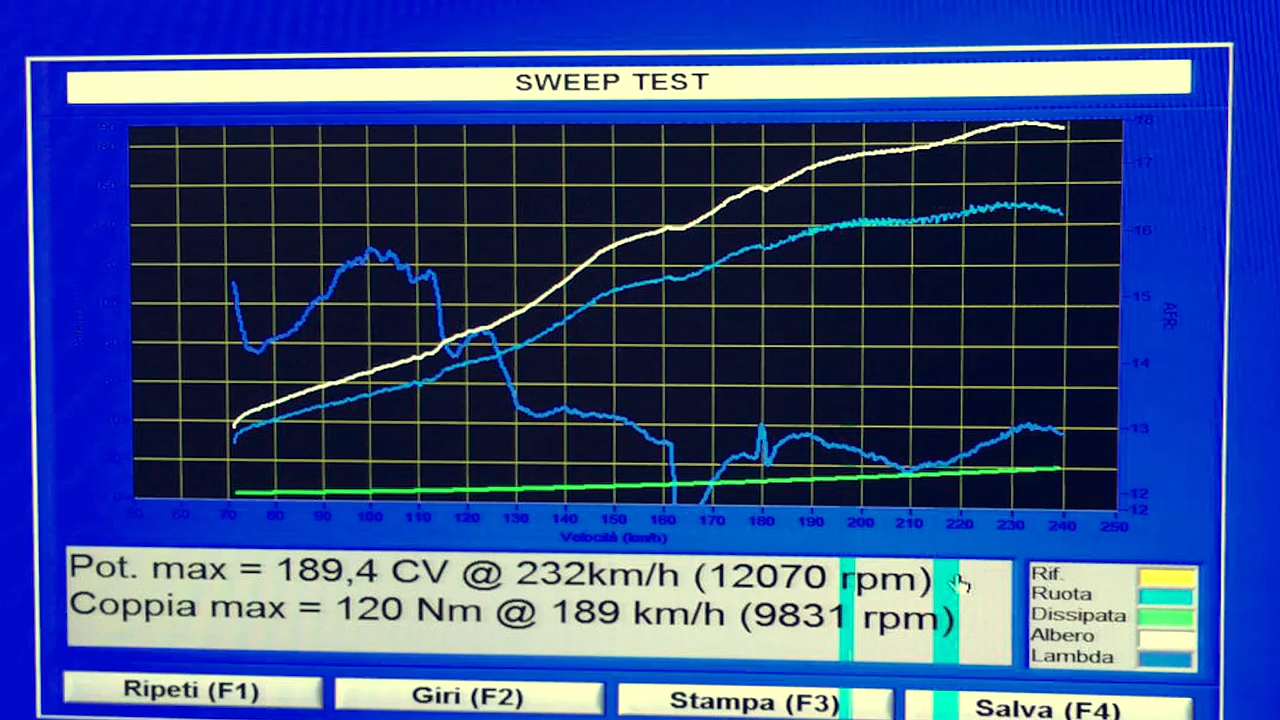 SWEEP TEST
18
17
16
15
14
13
12
12
AFR:
50 60 70 80 90 100 110 120 130 140 150 160 170 180 190 200 210 220 230 240 250
Velocità (km/h)
Pot. max = 189,4 CV @ 232km/h (12070 rpm)
Coppia max = 120 Nm @ 189 km/h (9831 rpm)
Rif.
Ruota
Dissipata
Albero
Lambda
Ripeti (F1)
Giri (F2)
Stampa (F3)
Salva (F4)